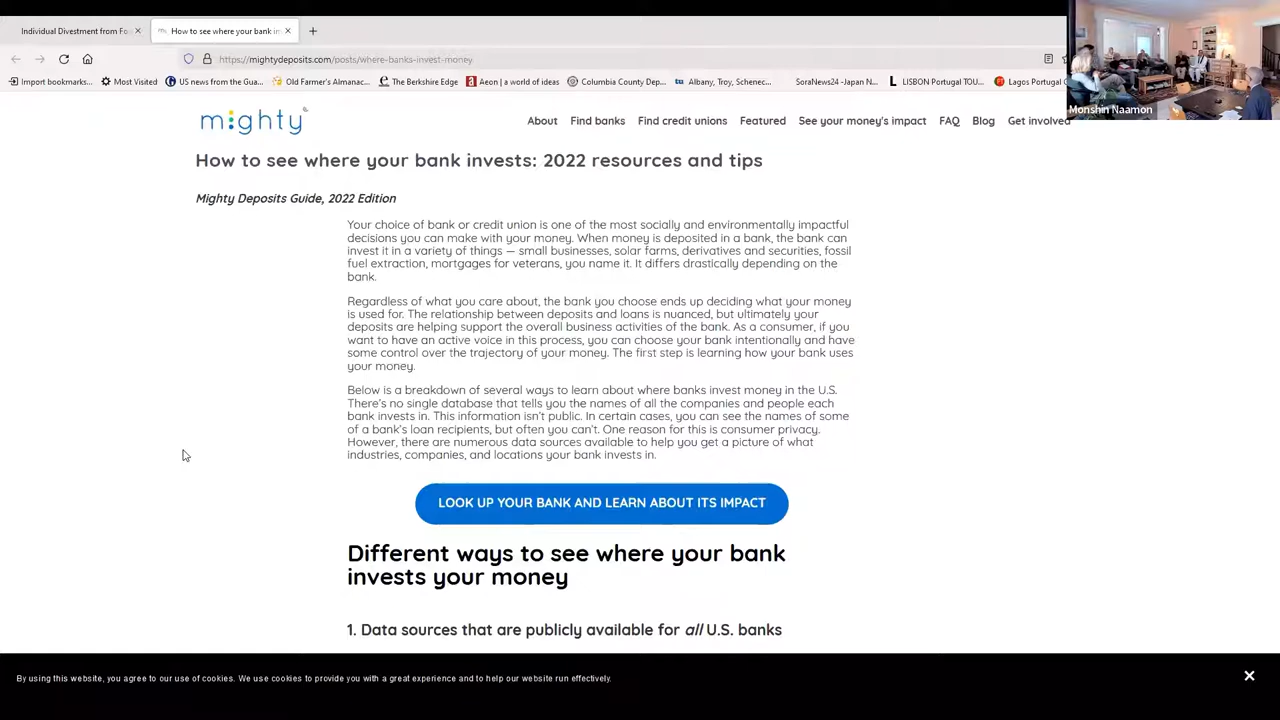 Individual Divestment from Fo
How to see where your bank in
https://mightydeposits.com/posts/where-banks-invest-money
Import bookmarks... Most Visited US news from the Gua... Old Farmer's Almanac... The Berkshire Edge Aeon | a world of ideas Columbia County Dep... Albany, Troy, Schenec... SoraNews24 -Japan N... LISBON Portugal TOU... Lagos Portugal
Monshin Naamon
mighty
About Find banks Find credit unions Featured See your money's impact FAQ Blog Get involved
How to see where your bank invests: 2022 resources and tips
Mighty Deposits Guide, 2022 Edition
Your choice of bank or credit union is one of the most socially and environmentally impactful
decisions you can make with your money. When money is deposited in a bank, the bank can
invest it in a variety of things — small businesses, solar farms, derivatives and securities, fossil
fuel extraction, mortgages for veterans, you name it. It differs drastically depending on the
bank.
Regardless of what you care about, the bank you choose ends up deciding what your money
is used for. The relationship between deposits and loans is nuanced, but ultimately your
deposits are helping support the overall business activities of the bank. As a consumer, if you
want to have an active voice in this process, you can choose your bank intentionally and have
some control over the trajectory of your money. The first step is learning how your bank uses
your money.
Below is a breakdown of several ways to learn about where banks invest money in the U.S.
There's no single database that tells you the names of all the companies and people each
bank invests in. This information isn't public. In certain cases, you can see the names of some
of a bank's loan recipients, but often you can't. One reason for this is consumer privacy.
However, there are numerous data sources available to help you get a picture of what
industries, companies, and locations your bank invests in.
LOOK UP YOUR BANK AND LEARN ABOUT ITS IMPACT
Different ways to see where your bank
invests your money
1. Data sources that are publicly available for all U.S. banks
By using this website, you agree to our use of cookies. We use cookies to provide you with a great experience and to help our website run effectively.